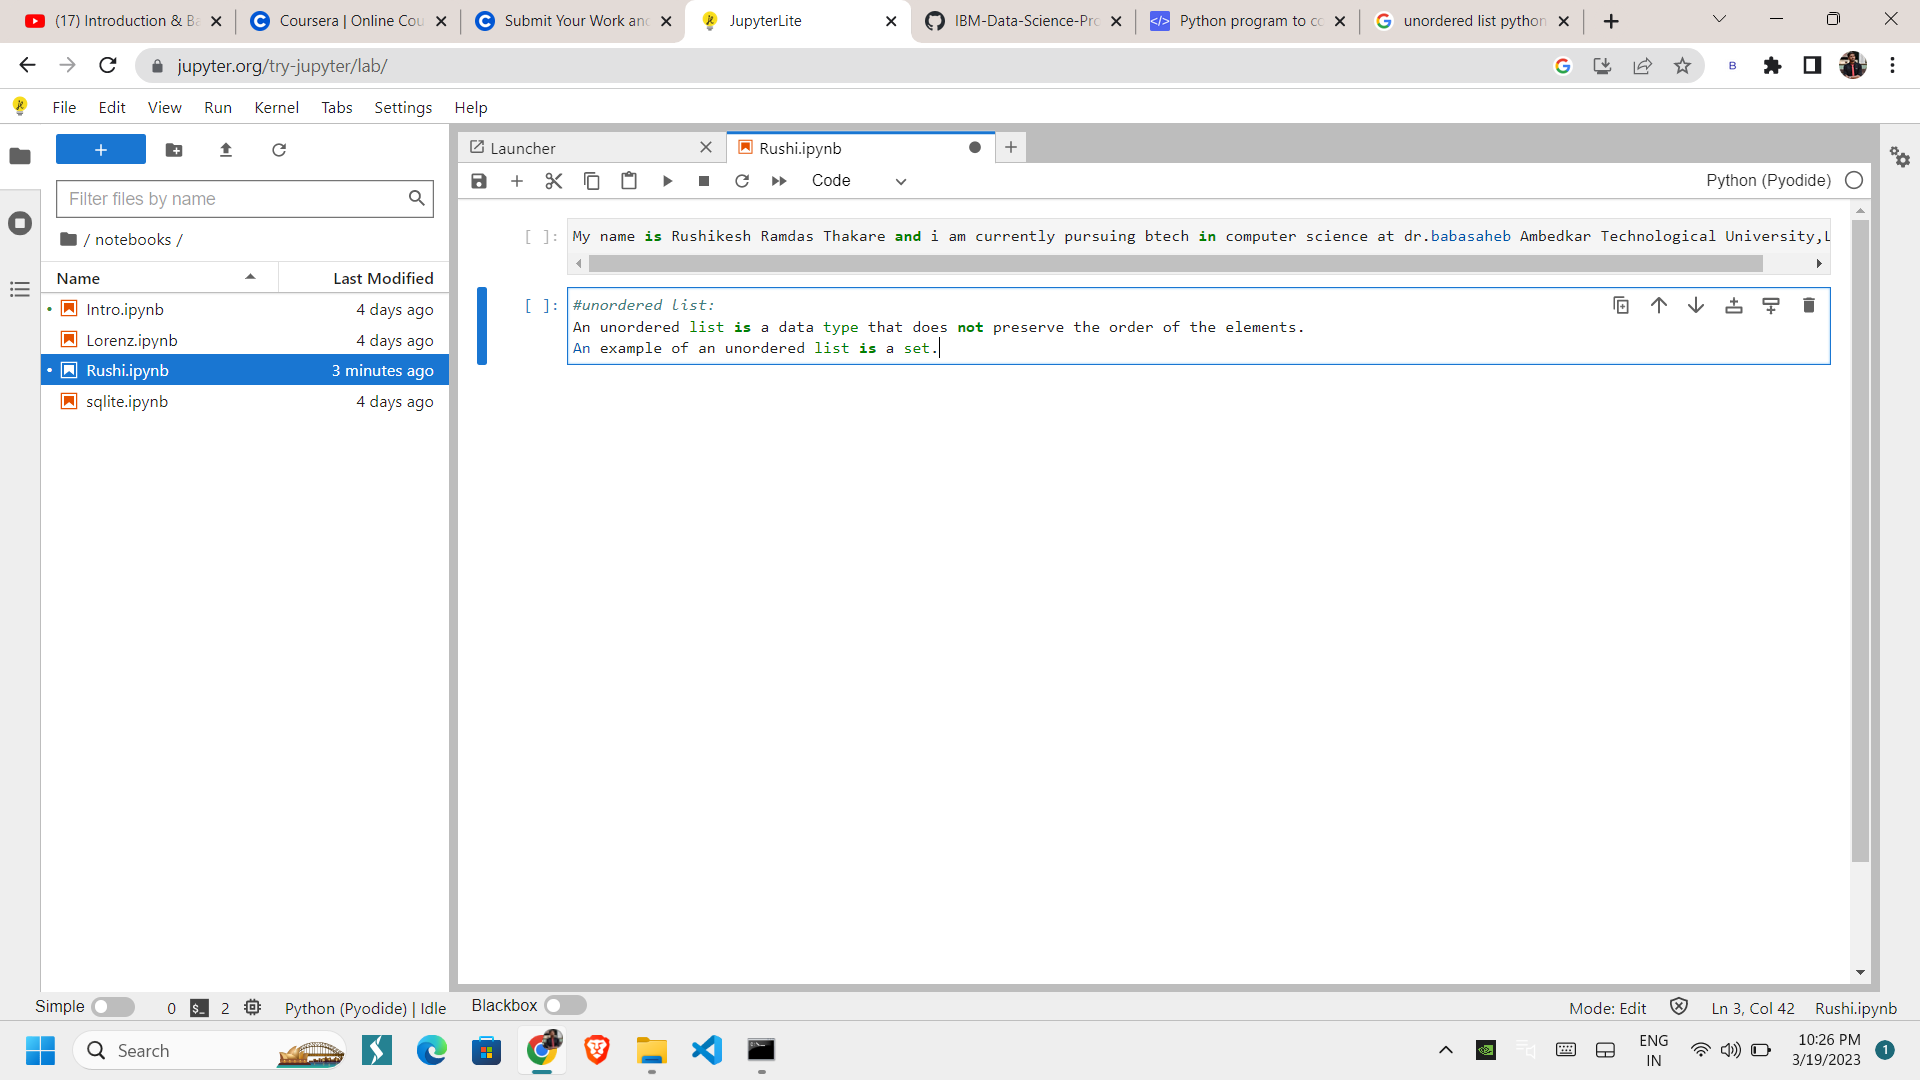 (17) Introduction & Ba
Coursera | Online Cou
Submit Your Work and
JupyterLite
IBM-Data-Science-Pro
Python program to co
unordered list python
jupyter.org/try-jupyter/lab/
File Edit View Run Kernel Tabs Settings Help
Filter files by name
/ notebooks /
Name Last Modified
Intro.ipynb 4 days ago
Lorenz.ipynb 4 days ago
Rushi.ipynb 3 minutes ago
sqlite.ipynb 4 days ago
Launcher
Rushi.ipynb
Code
Python (Pyodide)
[ ]: My name is Rushikesh Ramdas Thakare and i am currently pursuing btech in computer science at dr.babasaheb Ambedkar Technological University,L
[ ]: #unordered list:
An unordered list is a data type that does not preserve the order of the elements.
An example of an unordered list is a set.
Simple 0 $_ 2 Python (Pyodide) | Idle Blackbox
Mode: Edit Ln 3, Col 42 Rushi.ipynb
Search
ENG
IN
10:26 PM
3/19/2023
1